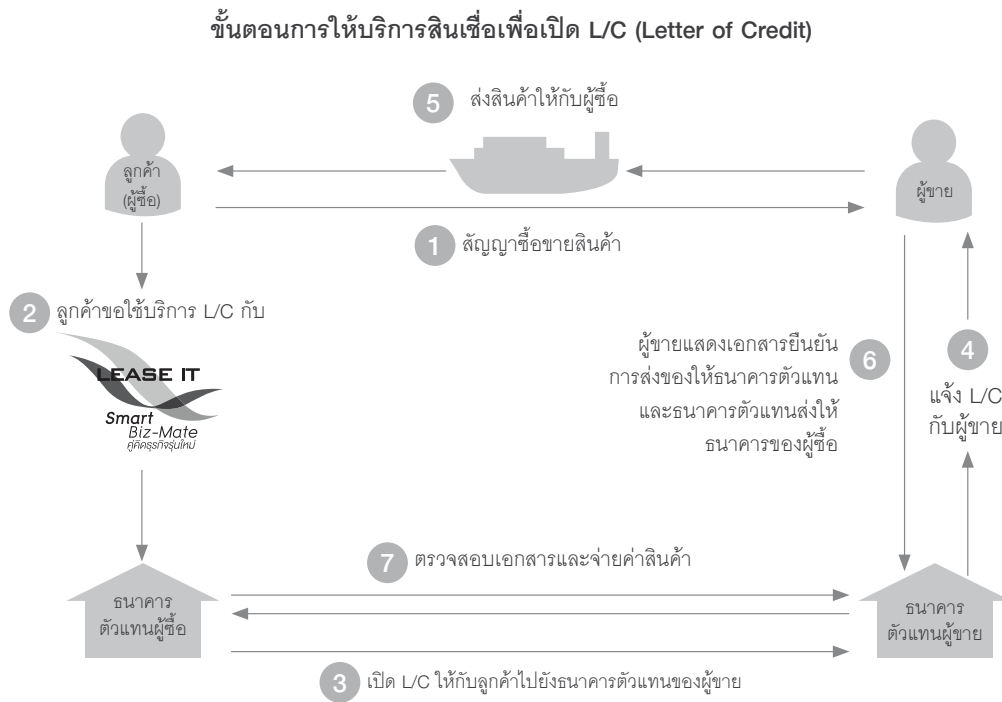 ขั้นตอนการให้บริการสินเชื่อเพื่อเปิด L/C (Letter of Credit)
5 ส่งสินค้าให้กับผู้ซื้อ
ลูกค้า
(ผู้ซื้อ)
ผู้ขาย
1 สัญญาซื้อขายสินค้า
2 ลูกค้าขอใช้บริการ L/C กับ
LEASE IT
Smart
Biz-Mate
คู่คิดธุรกิจรุ่นใหม่
ผู้ขายแสดงเอกสารยืนยัน
การส่งของให้ธนาคารตัวแทน
และธนาคารตัวแทนส่งให้
ธนาคารของผู้ซื้อ
6
4
แจ้ง L/C
กับผู้ขาย
7 ตรวจสอบเอกสารและจ่ายค่าสินค้า
ธนาคาร
ตัวแทนผู้ซื้อ
ธนาคาร
ตัวแทนผู้ขาย
3 เปิด L/C ให้กับลูกค้าไปยังธนาคารตัวแทนของผู้ขาย